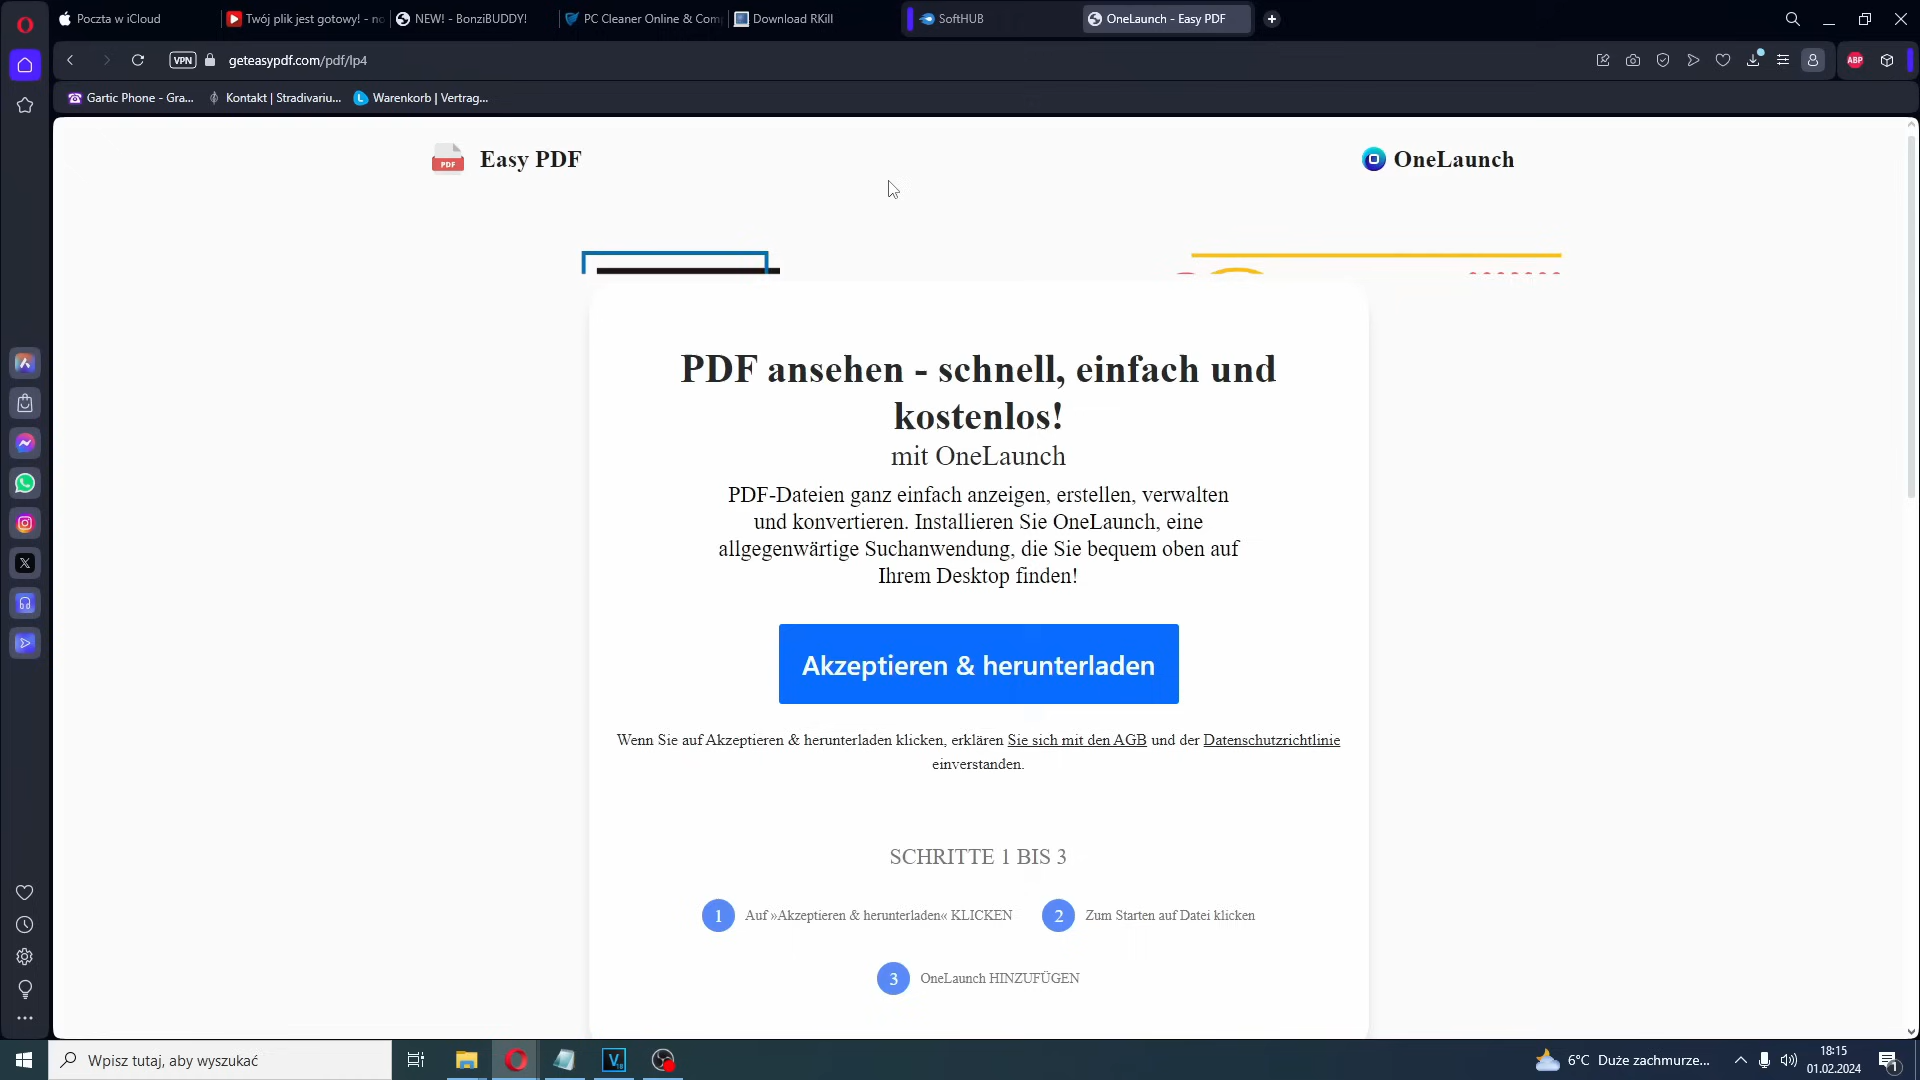 Poczta w iCloud
Twój plik jest gotowy! - no
NEW! - BonziBUDDY!
PC Cleaner Online & Com
Download RKill
SoftHUB
OneLaunch - Easy PDF
VPN
geteasypdf.com/pdf/lp4
ABP
Gartic Phone - Gra...
Kontakt | Stradivariu...
Warenkorb | Vertrag...
PDF
Easy PDF
OneLaunch
PDF ansehen - schnell, einfach und
kostenlos!
mit OneLaunch
PDF-Dateien ganz einfach anzeigen, erstellen, verwalten
und konvertieren. Installieren Sie OneLaunch, eine
allgegenwärtige Suchanwendung, die Sie bequem oben auf
Ihrem Desktop finden!
Akzeptieren & herunterladen
Wenn Sie auf Akzeptieren & herunterladen klicken, erklären Sie sich mit den AGB und der Datenschutzrichtlinie
einverstanden.
SCHRITTE 1 BIS 3
1 Auf »Akzeptieren & herunterladen« KLICKEN
2 Zum Starten auf Datei klicken
3 OneLaunch HINZUFÜGEN
Wpisz tutaj, aby wyszukać
6°C Duże zachmurze...
18:15
01.02.2024
1